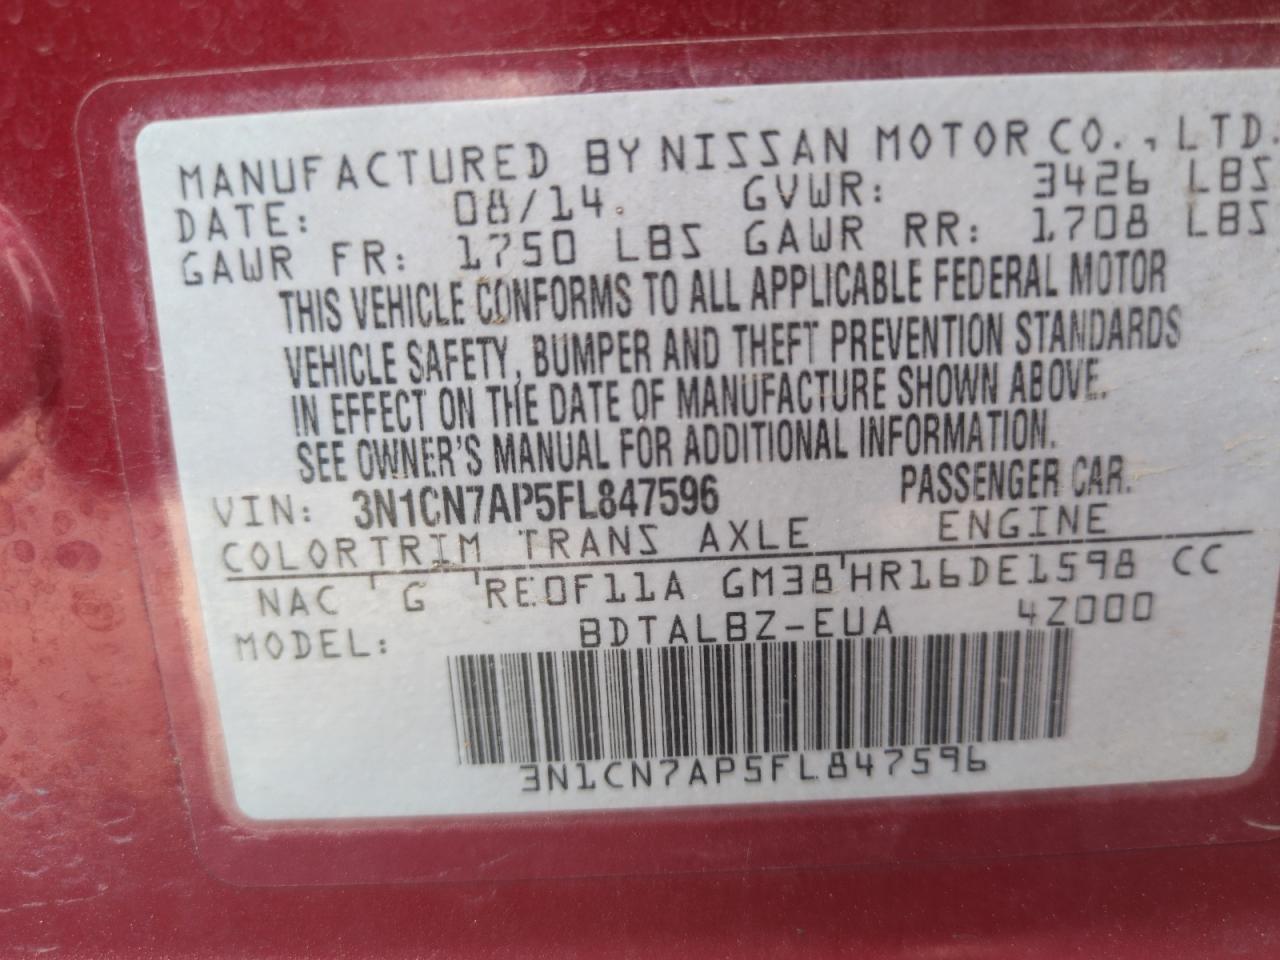 MANUFACTURED BY NISSAN MOTOR CO., LTD.
DATE: 08/14 GVWR: 3426 LBS
GAWR FR: 1750 LBS GAWR RR: 1708 LBS
THIS VEHICLE CONFORMS TO ALL APPLICABLE FEDERAL MOTOR
VEHICLE SAFETY, BUMPER AND THEFT PREVENTION STANDARDS
IN EFFECT ON THE DATE OF MANUFACTURE SHOWN ABOVE.
SEE OWNER'S MANUAL FOR ADDITIONAL INFORMATION.
VIN: 3N1CN7AP5FL847596 PASSENGER CAR.
COLOR TRIM TRANS AXLE ENGINE
NAC ' G ' RE0F11A GM38 ' HR16DE1598 CC
MODEL: BDTALBZ-EUA 4Z000
3N1CN7AP5FL847596